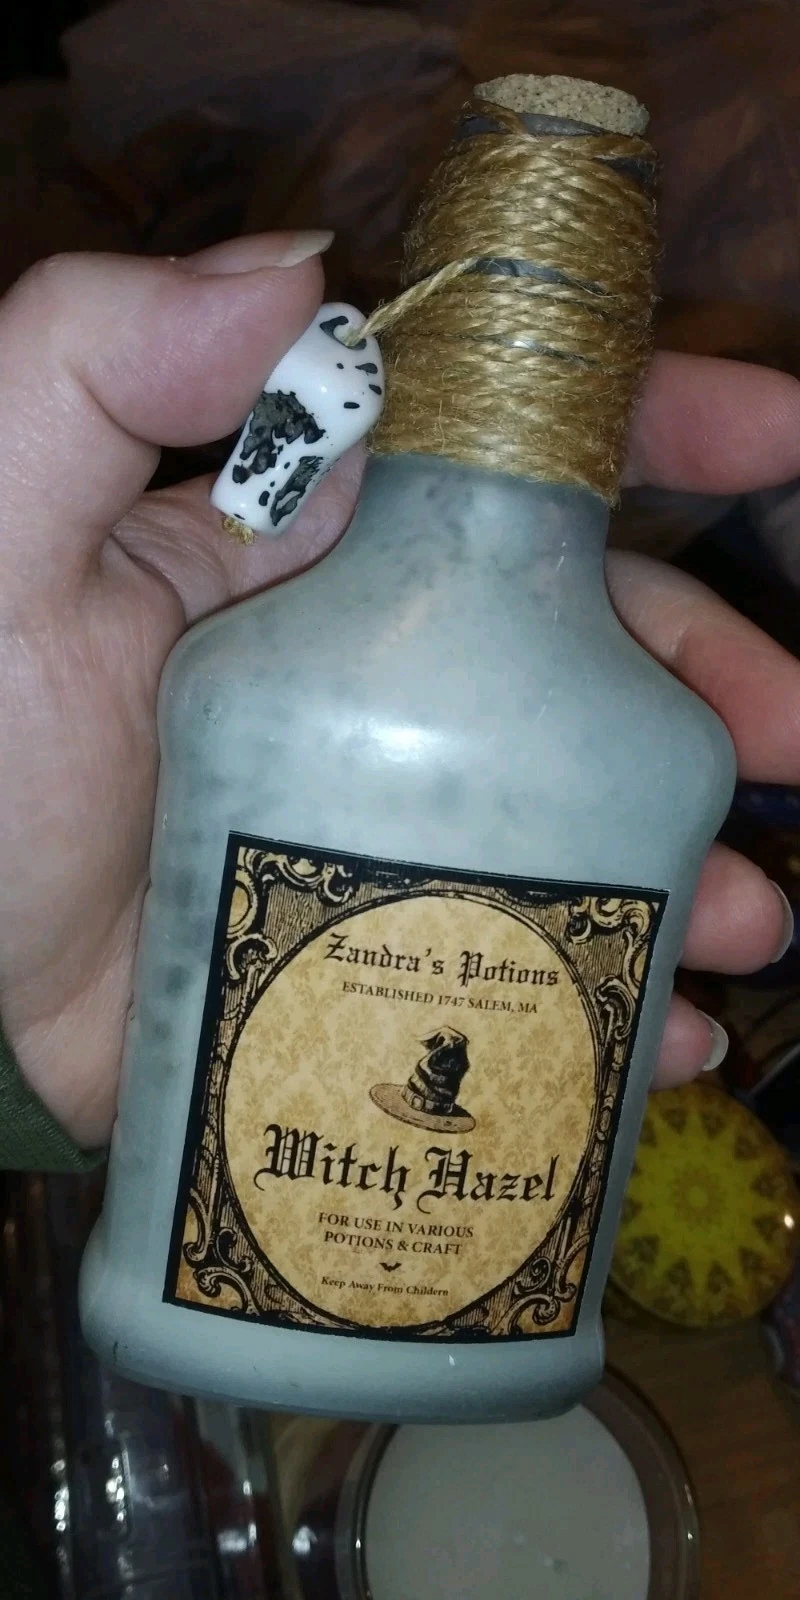 Zandra's Potions
ESTABLISHED 1747 SALEM, MA
Witch Hazel
FOR USE IN VARIOUS
POTIONS & CRAFT
Keep Away From Childern